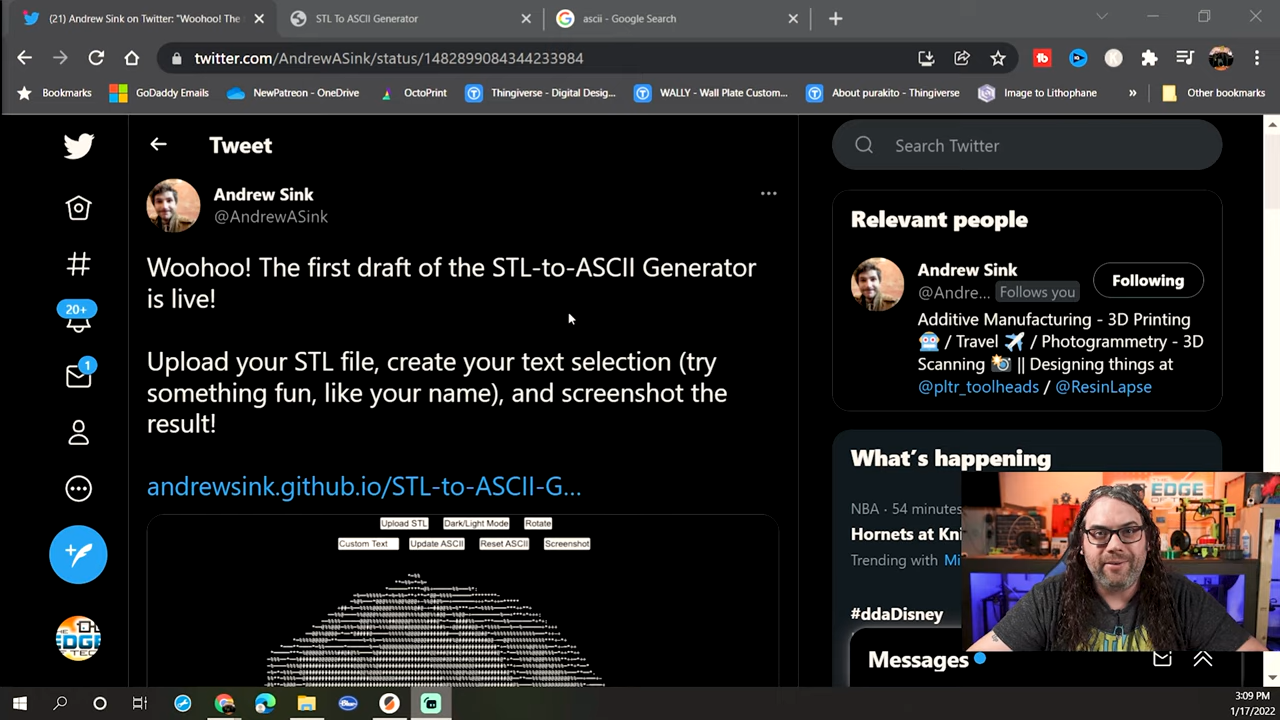 (21) Andrew Sink on Twitter: "Woohoo! The
STL To ASCII Generator
ascii - Google Search
twitter.com/AndrewASink/status/1482899084344233984
Bookmarks
GoDaddy Emails
NewPatreon - OneDrive
OctoPrint
Thingiverse - Digital Desig...
WALLY - Wall Plate Custom...
About purakito - Thingiverse
Image to Lithophane
»
Other bookmarks
Tweet
Search Twitter
Andrew Sink
@AndrewASink
Woohoo! The first draft of the STL-to-ASCII Generator
is live!
Upload your STL file, create your text selection (try
something fun, like your name), and screenshot the
result!
andrewsink.github.io/STL-to-ASCII-G...
Upload STL
Dark/Light Mode
Rotate
Custom Text
Update ASCII
Reset ASCII
Screenshot
20+
1
Relevant people
Andrew Sink
Following
@Andre...
Follows you
Additive Manufacturing - 3D Printing
/ Travel / Photogrammetry - 3D
Scanning || Designing things at
@pltr_toolheads / @ResinLapse
What's happening
NBA · 54 minutes
Hornets at Kni
Trending with Mi
#ddaDisney
Messages
EDGE
THE
EDGE
OF TEC
3:09 PM
1/17/2022